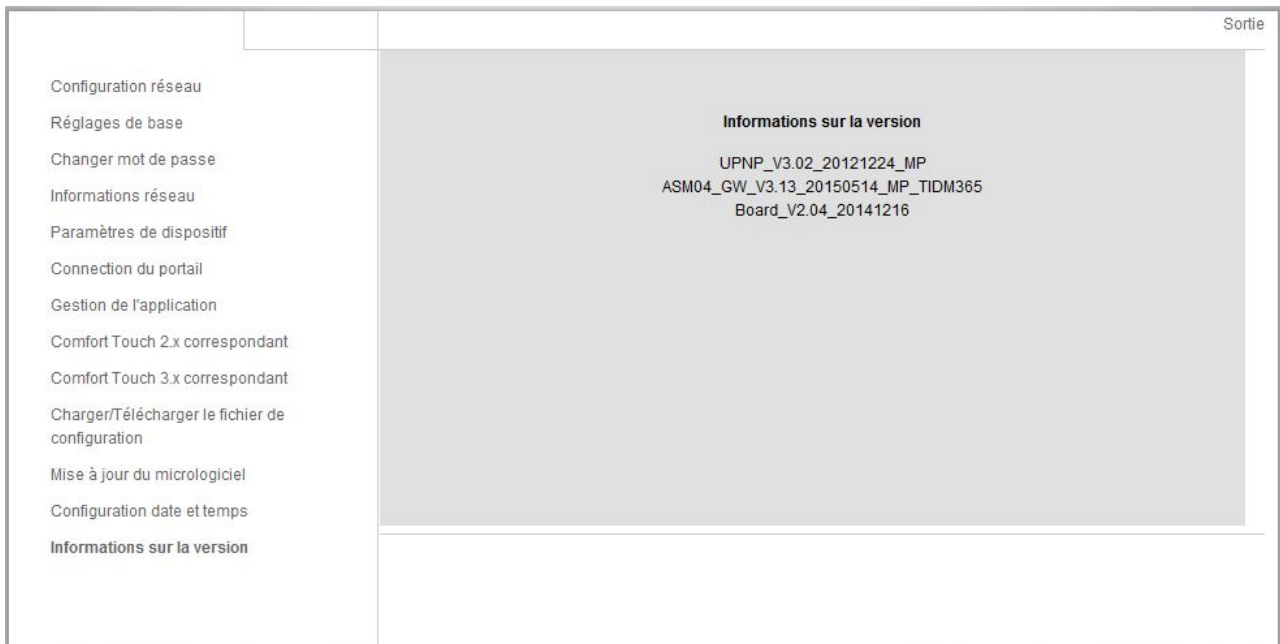 Sortie
Configuration réseau
Réglages de base
Changer mot de passe
Informations réseau
Paramètres de dispositif
Connection du portail
Gestion de l'application
Comfort Touch 2.x correspondant
Comfort Touch 3.x correspondant
Charger/Télécharger le fichier de
configuration
Mise à jour du micrologiciel
Configuration date et temps
Informations sur la version
Informations sur la version
UPNP_V3.02_20121224_MP
ASM04_GW_V3.13_20150514_MP_TIDM365
Board_V2.04_20141216